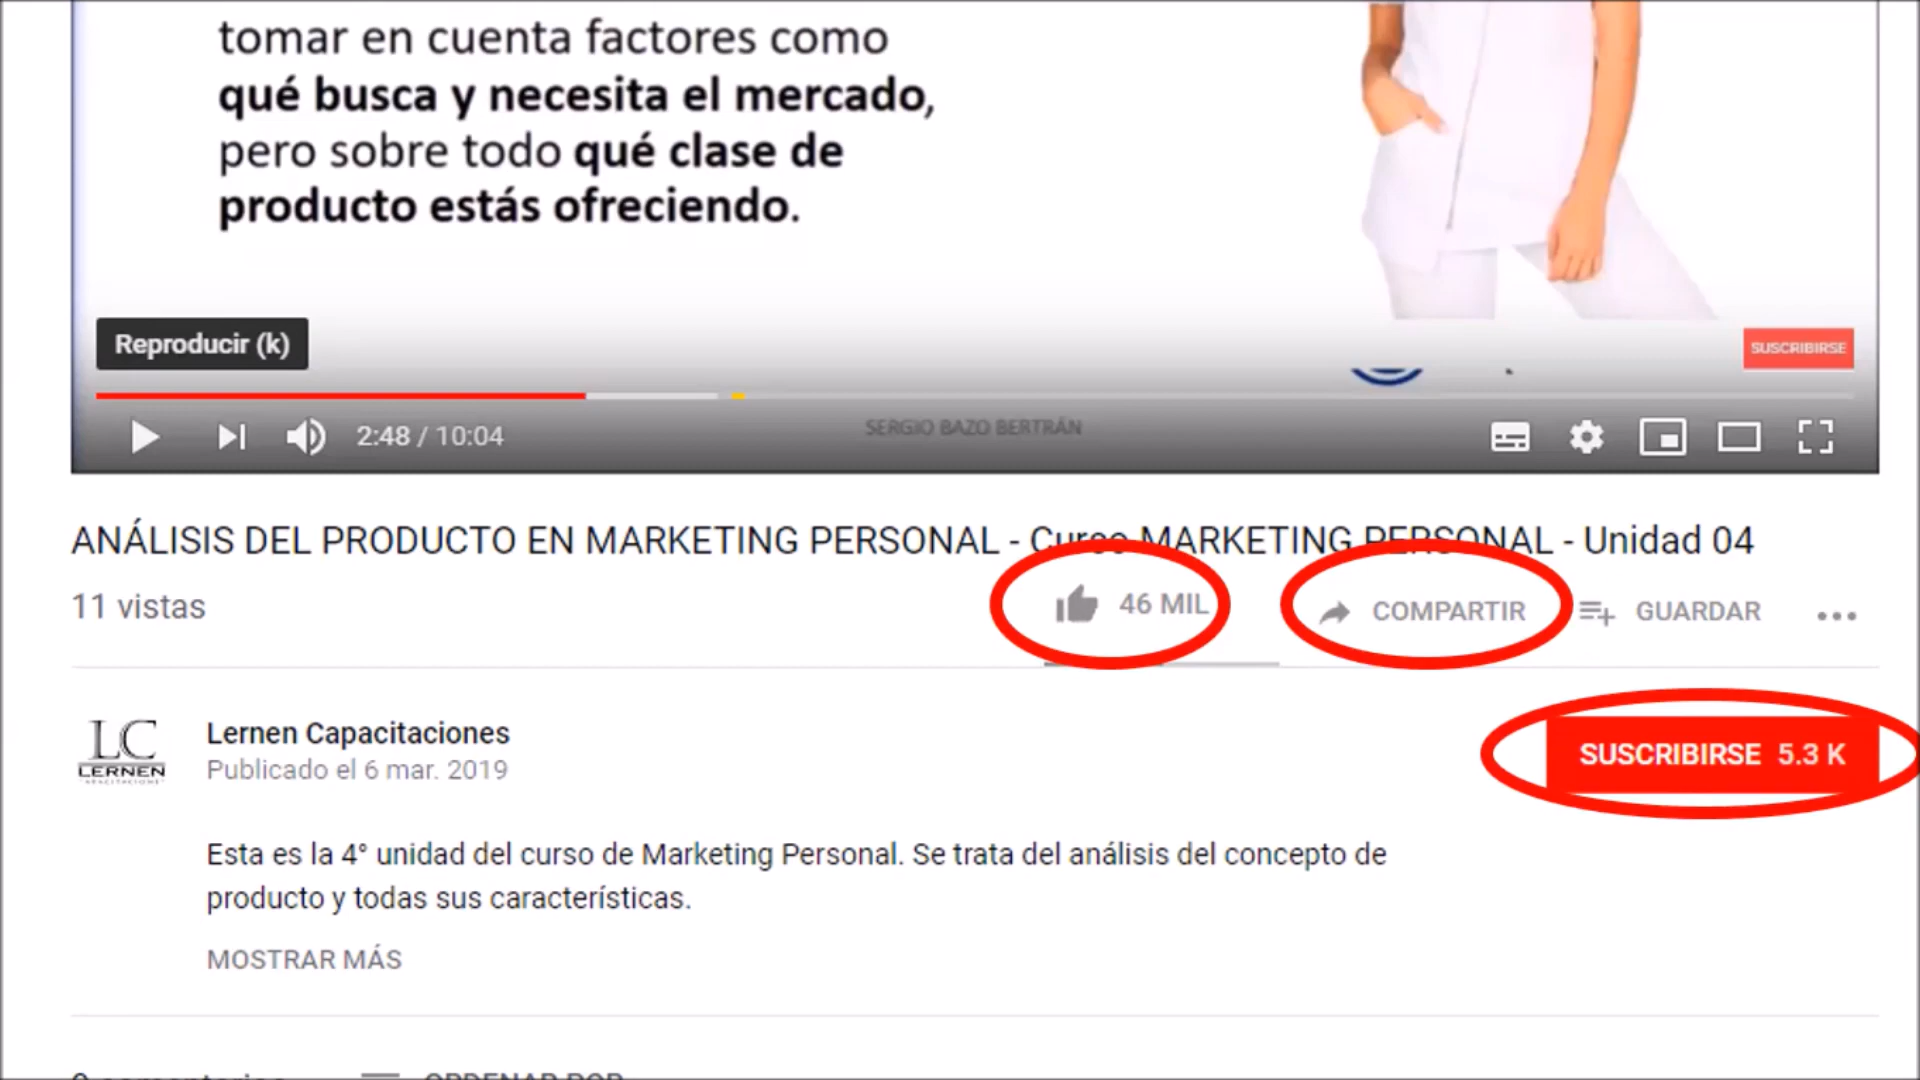 tomar en cuenta factores como
qué busca y necesita el mercado,
pero sobre todo qué clase de
producto estás ofreciendo.
Reproducir (k)
SUSCRIBIRSE
2:48 / 10:04
SERGIO BAZO BERTRÁN
ANÁLISIS DEL PRODUCTO EN MARKETING PERSONAL - Curso MARKETING PERSONAL - Unidad 04
11 vistas
46 MIL
COMPARTIR
GUARDAR
LC
LERNEN
Lernen Capacitaciones
Publicado el 6 mar. 2019
SUSCRIBIRSE 5.3 K
Esta es la 4° unidad del curso de Marketing Personal. Se trata del análisis del concepto de
producto y todas sus características.
MOSTRAR MÁS
ORDENAR POR